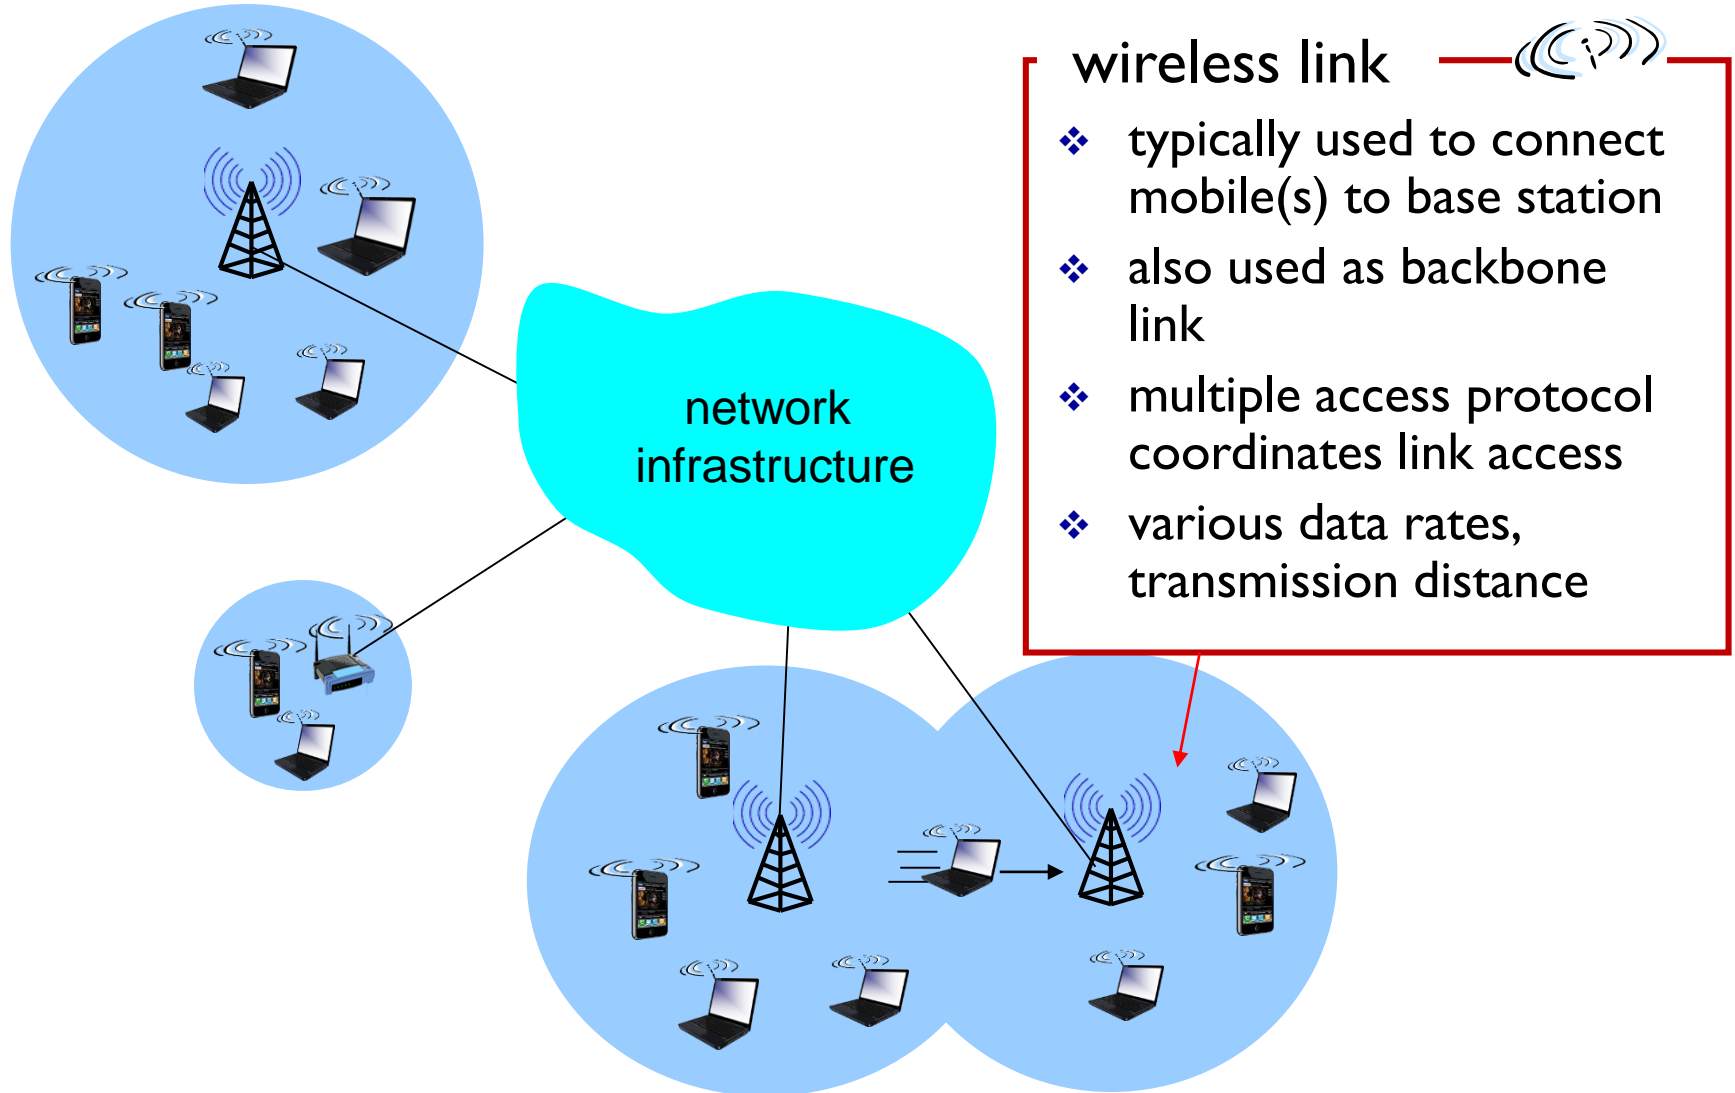 wireless link
❖ typically used to connect
mobile(s) to base station
❖ also used as backbone
link
❖ multiple access protocol
coordinates link access
❖ various data rates,
transmission distance
network
infrastructure